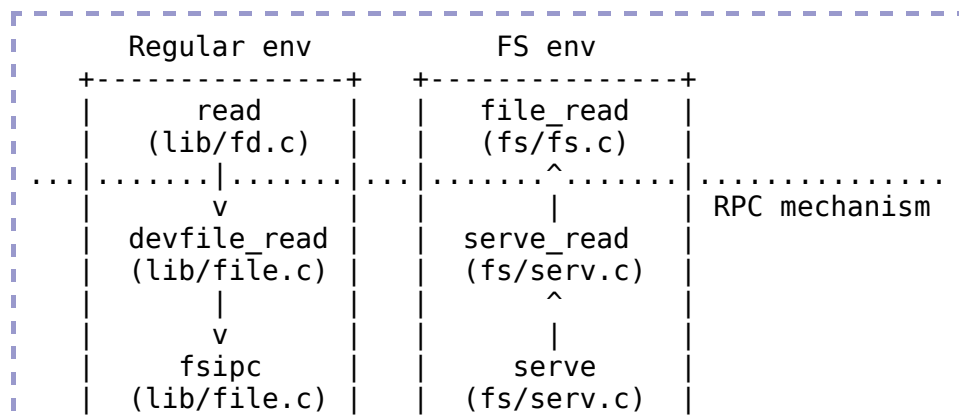 Regular env           FS env
   +---------------+   +---------------+
   |      read     |   |   file_read   |
   |   (lib/fd.c)  |   |   (fs/fs.c)   |
...|.......|.......|...|.......^.......|...............
   |       v       |   |       |       | RPC mechanism
   |  devfile_read |   |  serve_read   |
   |  (lib/file.c) |   |  (fs/serv.c)  |
   |       |       |   |       ^       |
   |       v       |   |       |       |
   |     fsipc     |   |     serve     |
   |  (lib/file.c) |   |  (fs/serv.c)  |